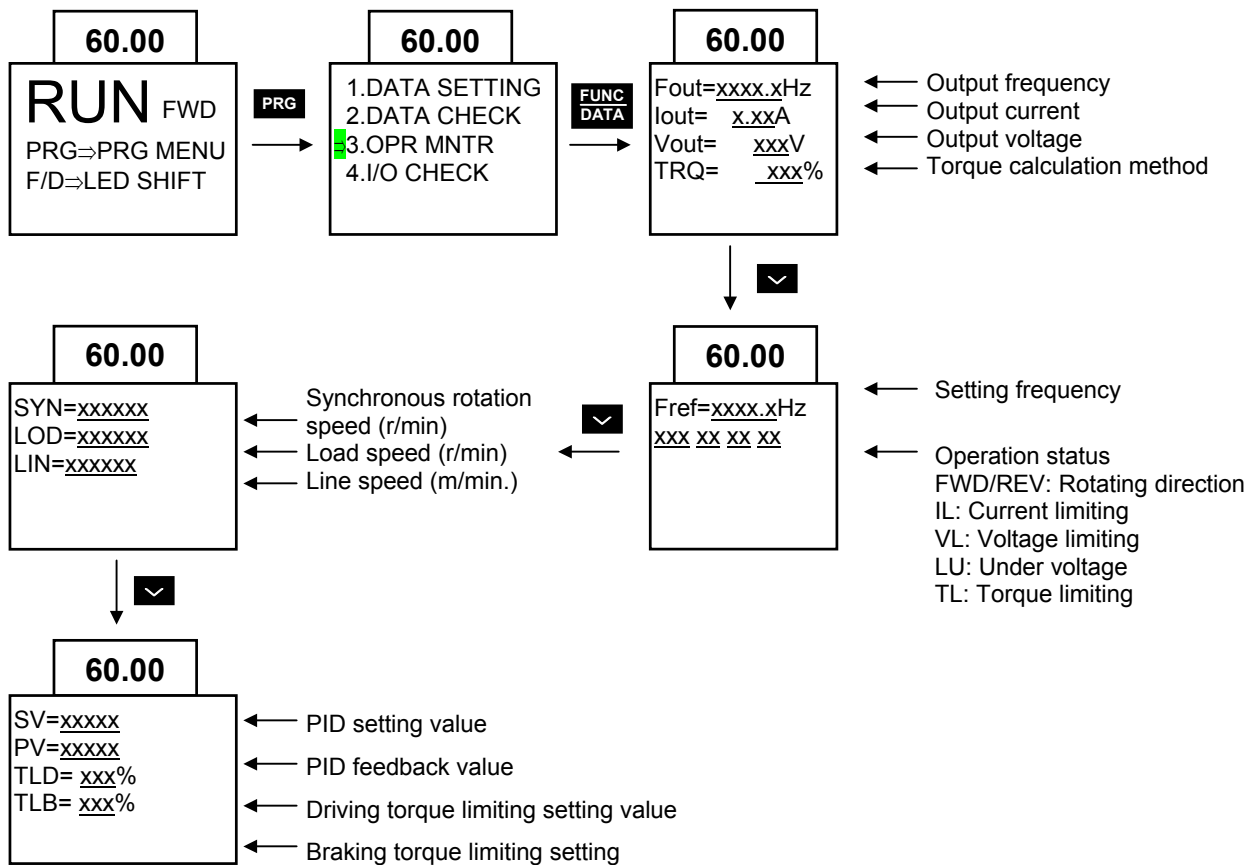 60.00
RUN FWD
PRG⇒PRG MENU
F/D⇒LED SHIFT
PRG
60.00
1.DATA SETTING
2.DATA CHECK
⇒3.OPR MNTR
4.I/O CHECK
FUNC
DATA
60.00
Fout=xxxx.xHz
Iout= x.xxA
Vout= xxxV
TRQ= xxx%
Output frequency
Output current
Output voltage
Torque calculation method
60.00
Fref=xxxx.xHz
xxx xx xx xx
Setting frequency
Operation status
FWD/REV: Rotating direction
IL: Current limiting
VL: Voltage limiting
LU: Under voltage
TL: Torque limiting
60.00
SYN=xxxxxx
LOD=xxxxxx
LIN=xxxxxx
Synchronous rotation
speed (r/min)
Load speed (r/min)
Line speed (m/min.)
60.00
SV=xxxxx
PV=xxxxx
TLD= xxx%
TLB= xxx%
PID setting value
PID feedback value
Driving torque limiting setting value
Braking torque limiting setting